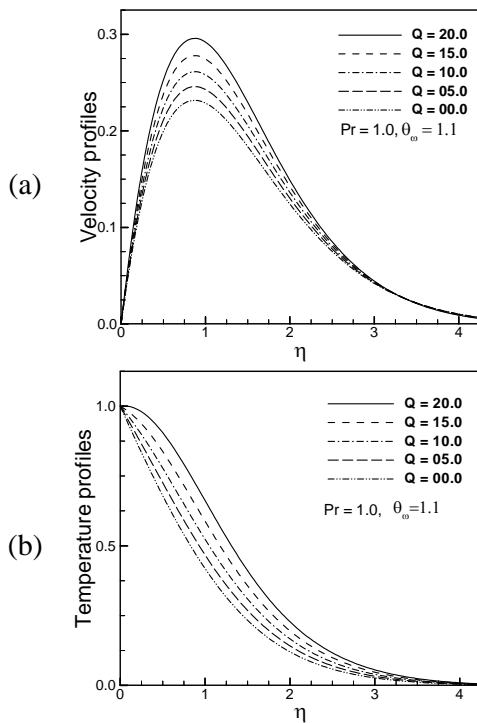 (a)
Velocity profiles
0.3
0.2
0.1
0.0
Q = 20.0
Q = 15.0
Q = 10.0
Q = 05.0
Q = 00.0
Pr = 1.0, θω = 1.1
0 1 2 3 4
η
(b)
Temperature profiles
1.0
0.5
0.0
Q = 20.0
Q = 15.0
Q = 10.0
Q = 05.0
Q = 00.0
Pr = 1.0, θω =1.1
0 1 2 3 4
η